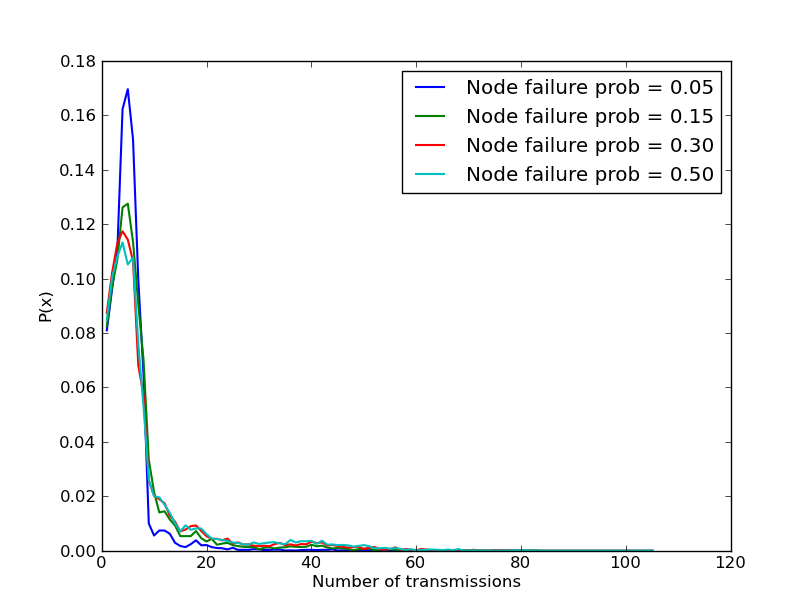 0.18
0.16
0.14
0.12
0.10
0.08
0.06
0.04
0.02
0.00
P(x)
Node failure prob = 0.05
Node failure prob = 0.15
Node failure prob = 0.30
Node failure prob = 0.50
0 20 40 60 80 100 120
Number of transmissions